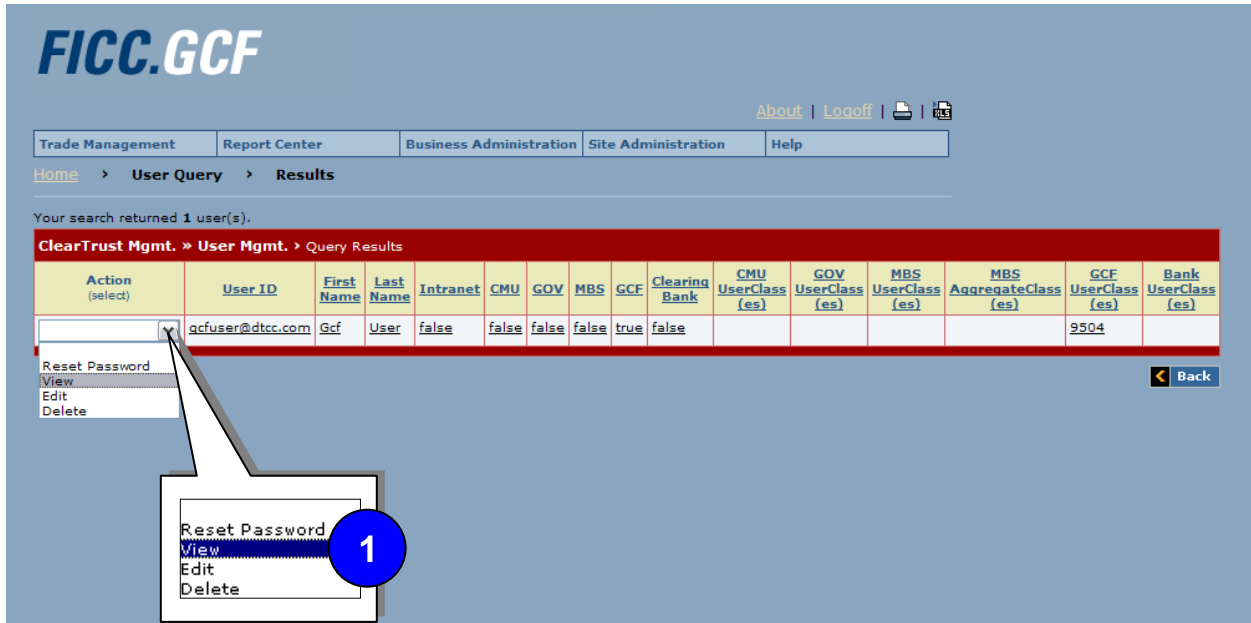 FICC.GCF
About | Logoff |
Trade Management Report Center Business Administration Site Administration Help
Home › User Query › Results
Your search returned 1 user(s).
ClearTrust Mgmt. » User Mgmt. › Query Results
Action (select) User ID First Name Last Name Intranet CMU GOV MBS GCF Clearing Bank CMU UserClass (es) GOV UserClass (es) MBS UserClass (es) MBS AggregateClass (es) GCF UserClass (es) Bank UserClass (es)
gcfuser@dtcc.com Gcf User false false false false true false 9504
Reset Password
View
Edit
Delete
Back
Reset Password
View
Edit
Delete
1